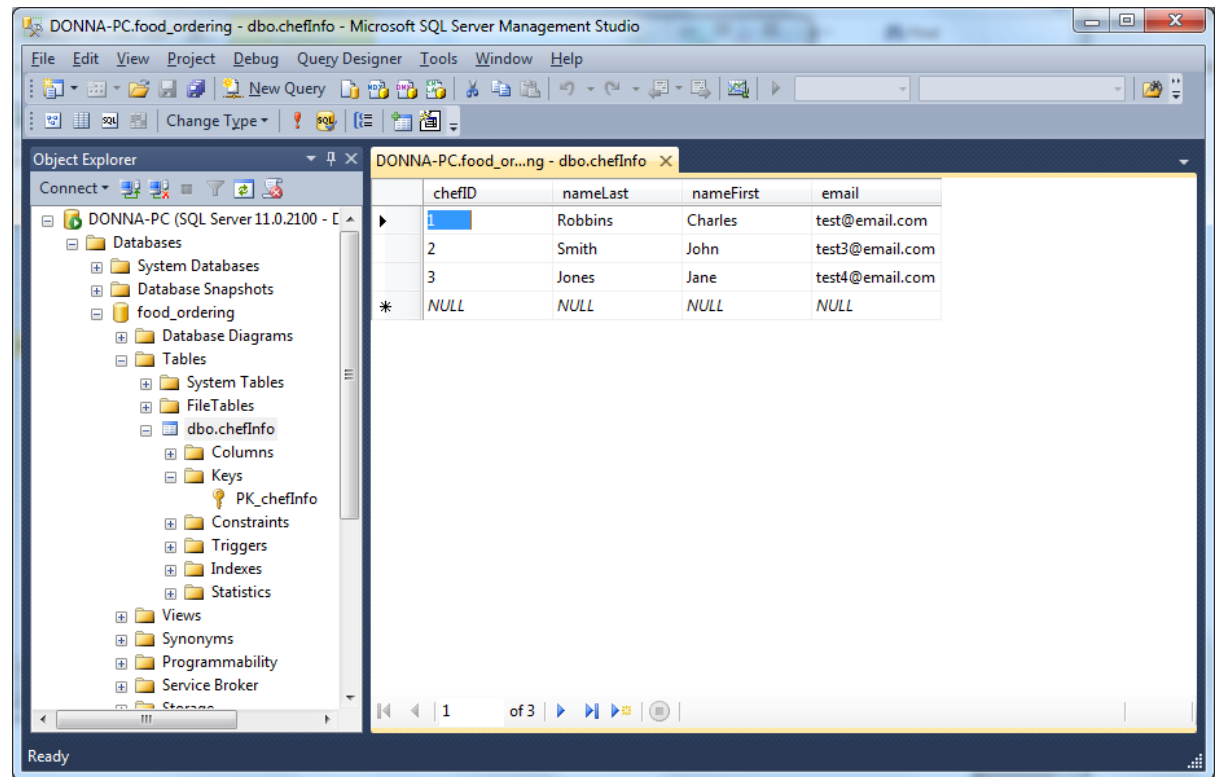 DONNA-PC.food_ordering - dbo.chefInfo - Microsoft SQL Server Management Studio
File Edit View Project Debug Query Designer Tools Window Help
New Query
Change Type
Object Explorer
Connect
DONNA-PC (SQL Server 11.0.2100 - D
Databases
System Databases
Database Snapshots
food_ordering
Database Diagrams
Tables
System Tables
FileTables
dbo.chefInfo
Columns
Keys
PK_chefInfo
Constraints
Triggers
Indexes
Statistics
Views
Synonyms
Programmability
Service Broker
Storage
DONNA-PC.food_or...ng - dbo.chefInfo
chefID nameLast nameFirst email
1 Robbins Charles test@email.com
2 Smith John test3@email.com
3 Jones Jane test4@email.com
NULL NULL NULL NULL
1 of 3
Ready